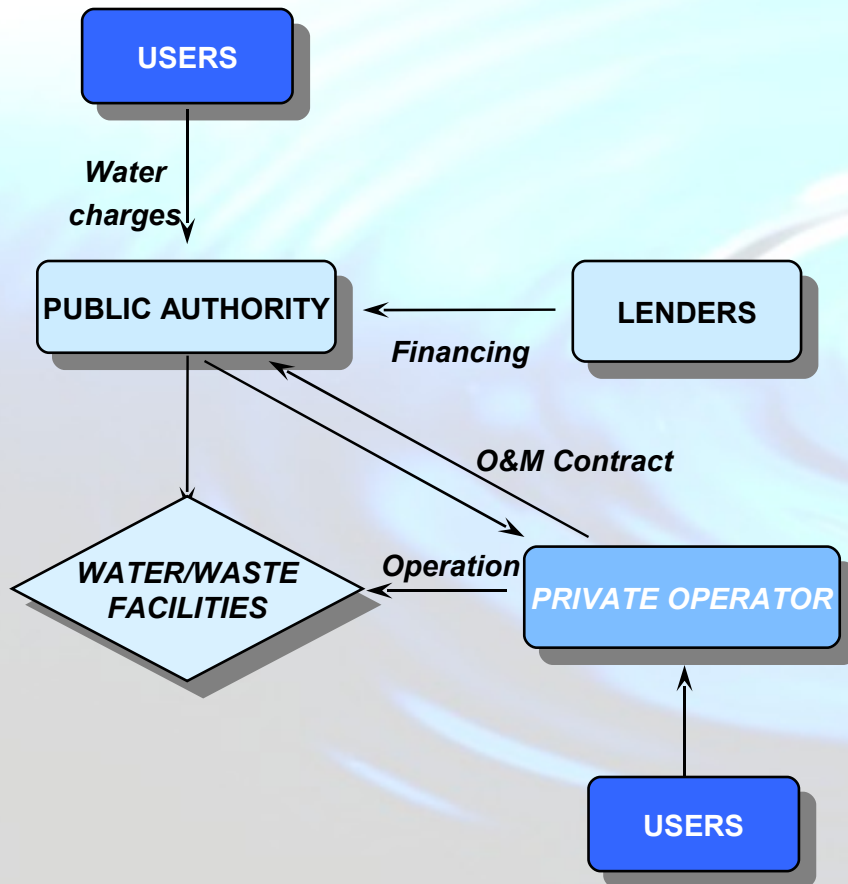 USERS
Water
charges
PUBLIC AUTHORITY
LENDERS
Financing
O&M Contract
WATER/WASTE
FACILITIES
Operation
PRIVATE OPERATOR
USERS